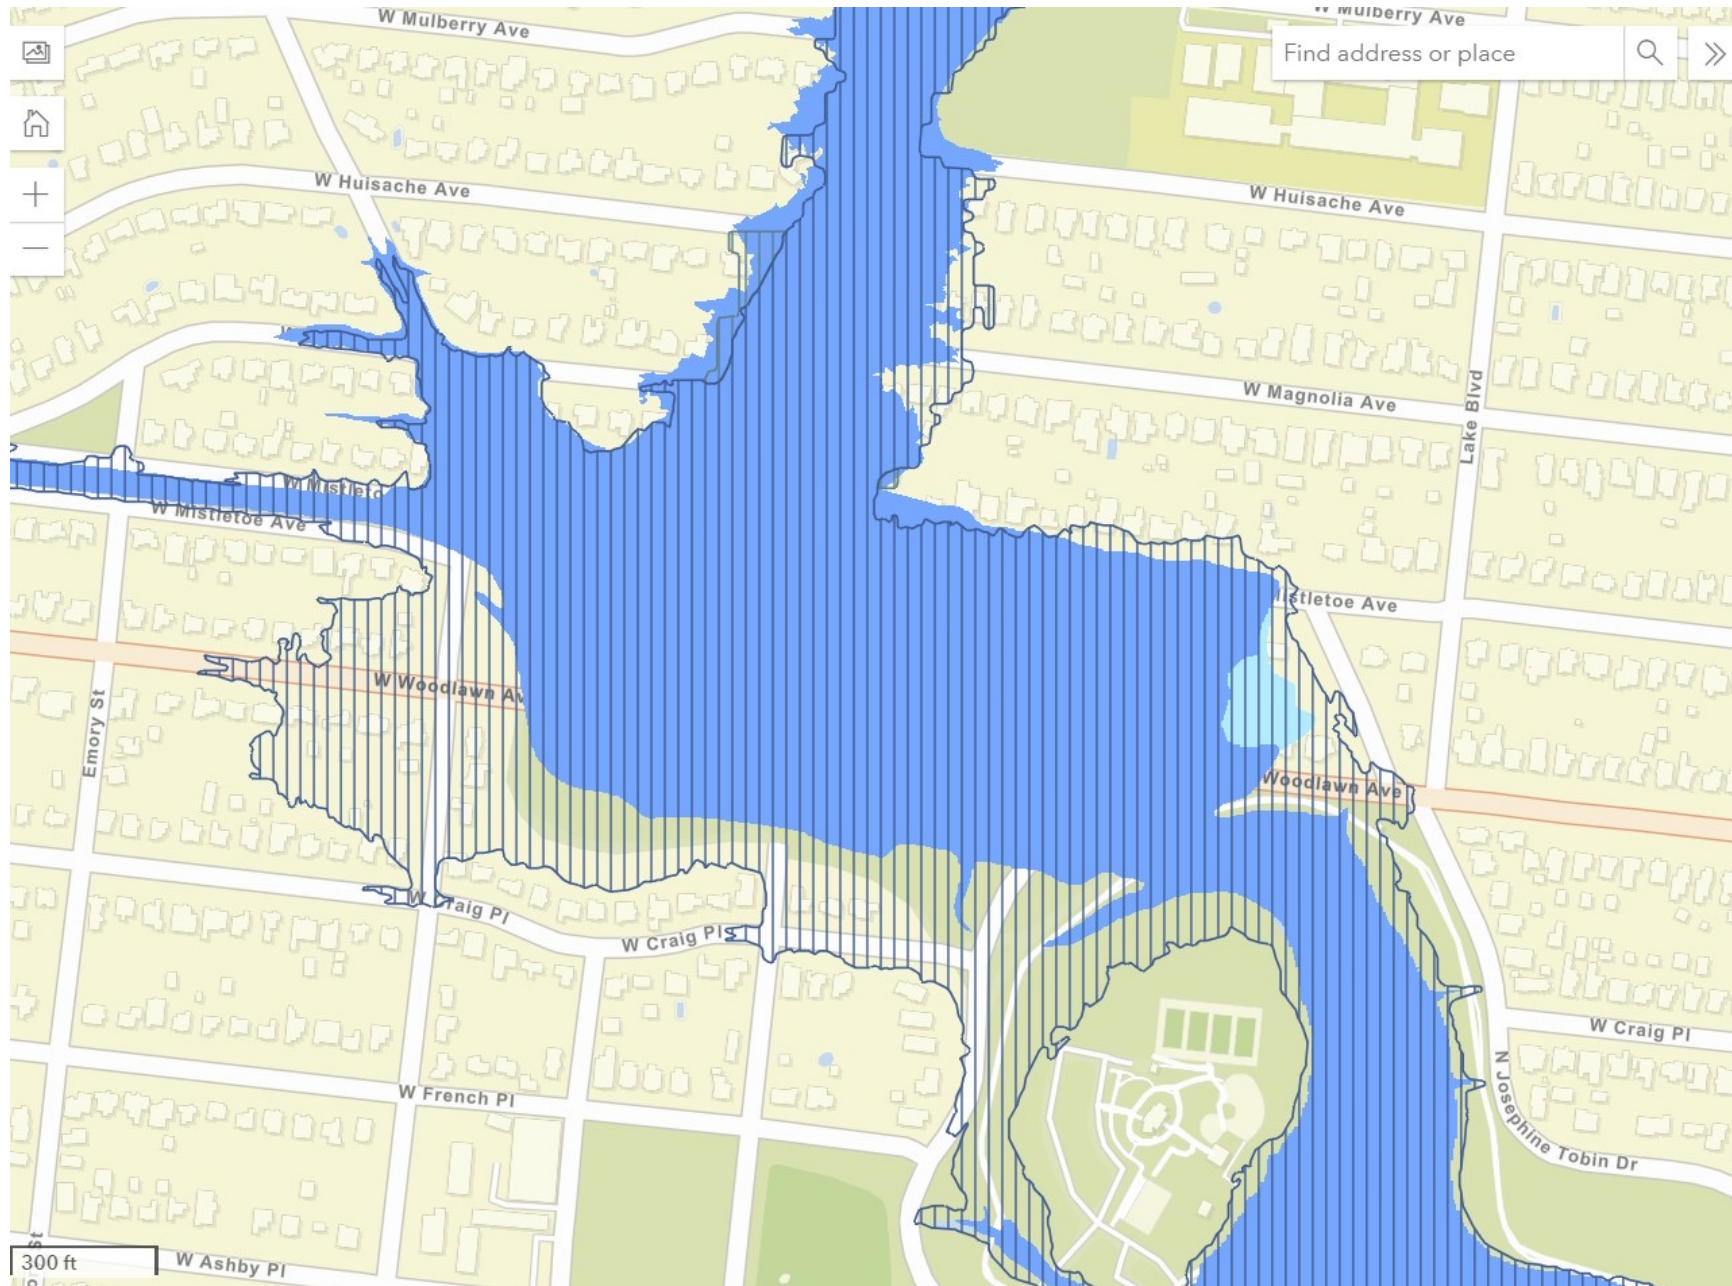 W Mulberry Ave
W Mulberry Ave
Find address or place
W Huisache Ave
W Huisache Ave
W Magnolia Ave
Lake Blvd
W Mistletoe Ave
Mistletoe Ave
W Woodlawn Av
Woodlawn Ave
Emory St
W Craig Pl
W Craig Pl
W Craig Pl
W French Pl
N Josephine Tobin Dr
300 ft
W Ashby Pl